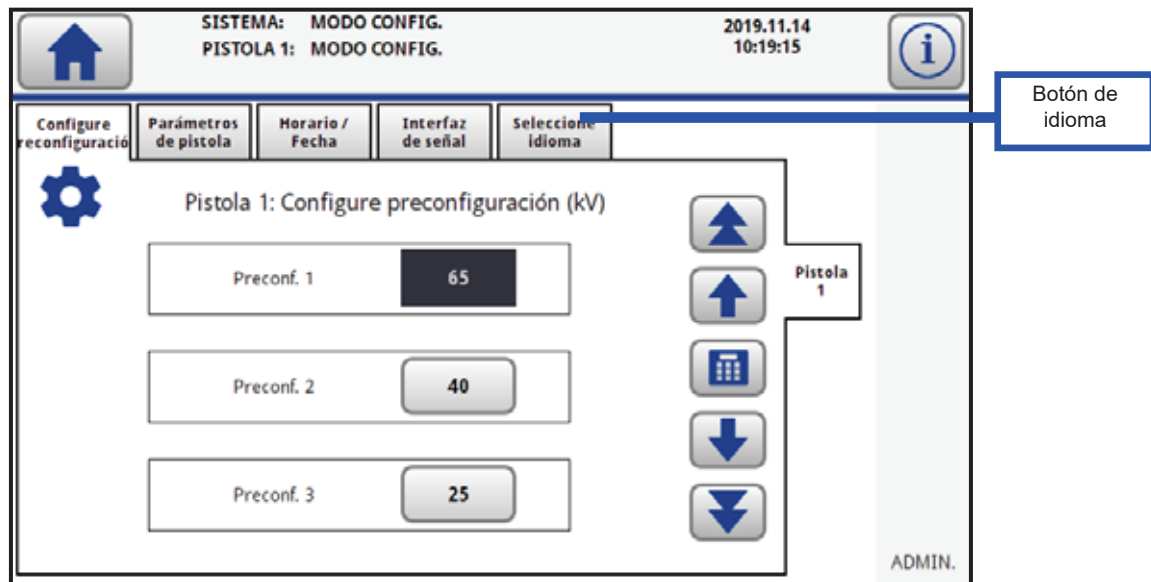 SISTEMA: MODO CONFIG.
PISTOLA 1: MODO CONFIG.
2019.11.14
10:19:15
i
Botón de
idioma
Configure
reconfiguració
Parámetros
de pistola
Horario /
Fecha
Interfaz
de señal
Seleccione
idioma
Pistola 1: Configure preconfiguración (kV)
Preconf. 1 65
Preconf. 2 40
Preconf. 3 25
Pistola
1
ADMIN.